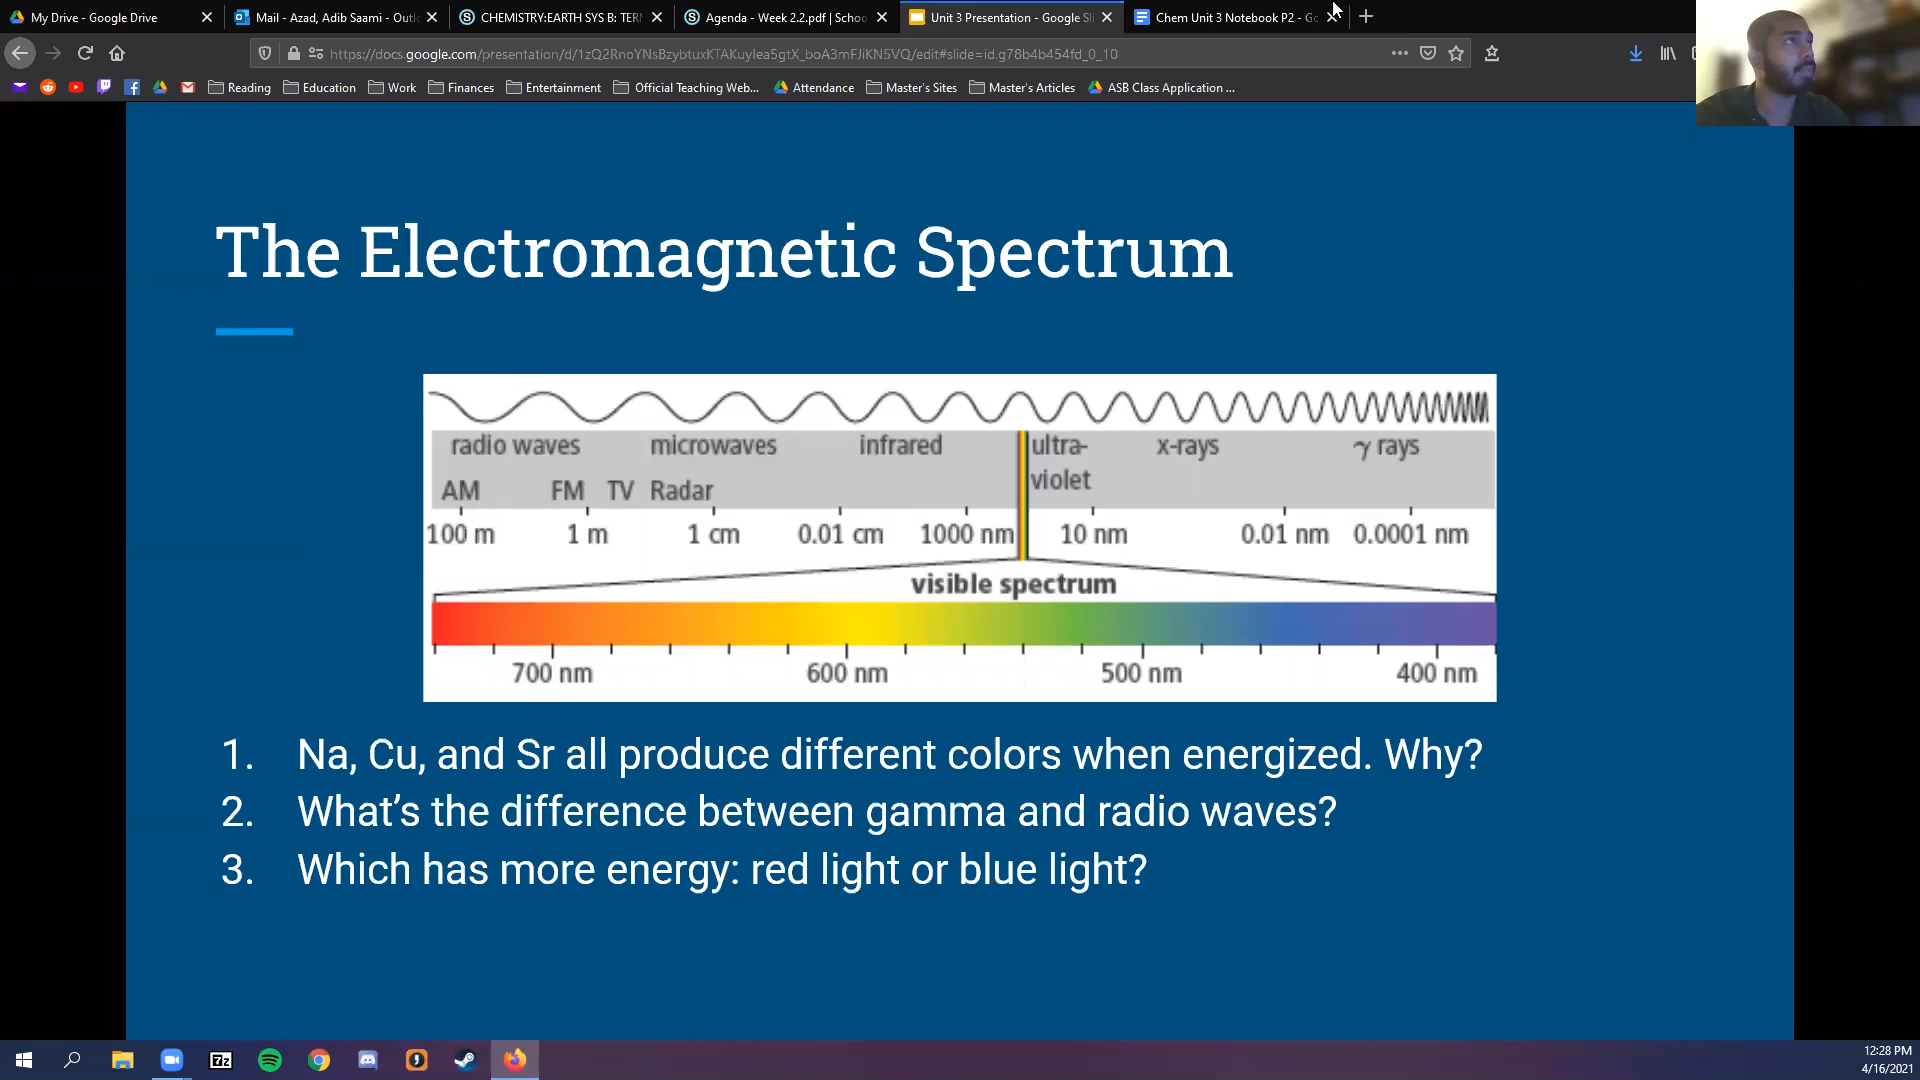 My Drive - Google Drive
Mail - Azad, Adib Saami - Outl
CHEMISTRY:EARTH SYS B: TER
Agenda - Week 2.2.pdf | Schoo
Unit 3 Presentation - Google Sl
Chem Unit 3 Notebook P2 - Go
https://docs.google.com/presentation/d/1zQ2RnoYNsBzybtuxKTAKuyIea5gtX_boA3mFJiKN5VQ/edit#slide=id.g78b4b454fd_0_10
Reading
Education
Work
Finances
Entertainment
Official Teaching Web...
Attendance
Master's Sites
Master's Articles
ASB Class Application ...
The Electromagnetic Spectrum
radio waves microwaves infrared ultra-violet x-rays γ rays
AM FM TV Radar
100 m 1 m 1 cm 0.01 cm 1000 nm 10 nm 0.01 nm 0.0001 nm
visible spectrum
700 nm 600 nm 500 nm 400 nm
1. Na, Cu, and Sr all produce different colors when energized. Why?
2. What's the difference between gamma and radio waves?
3. Which has more energy: red light or blue light?
7z
12:28 PM
4/16/2021